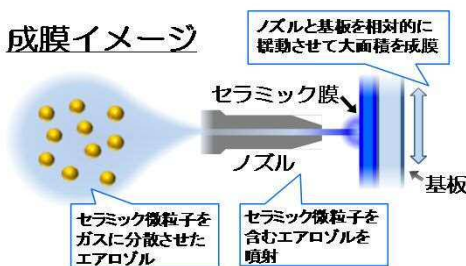 成膜イメージ
ノズルと基板を相対的に
揺動させて大面積を成膜
セラミック膜
ノズル
基板
セラミック微粒子を
ガスに分散させた
エアロゾル
セラミック微粒子を
含むエアロゾルを
噴射